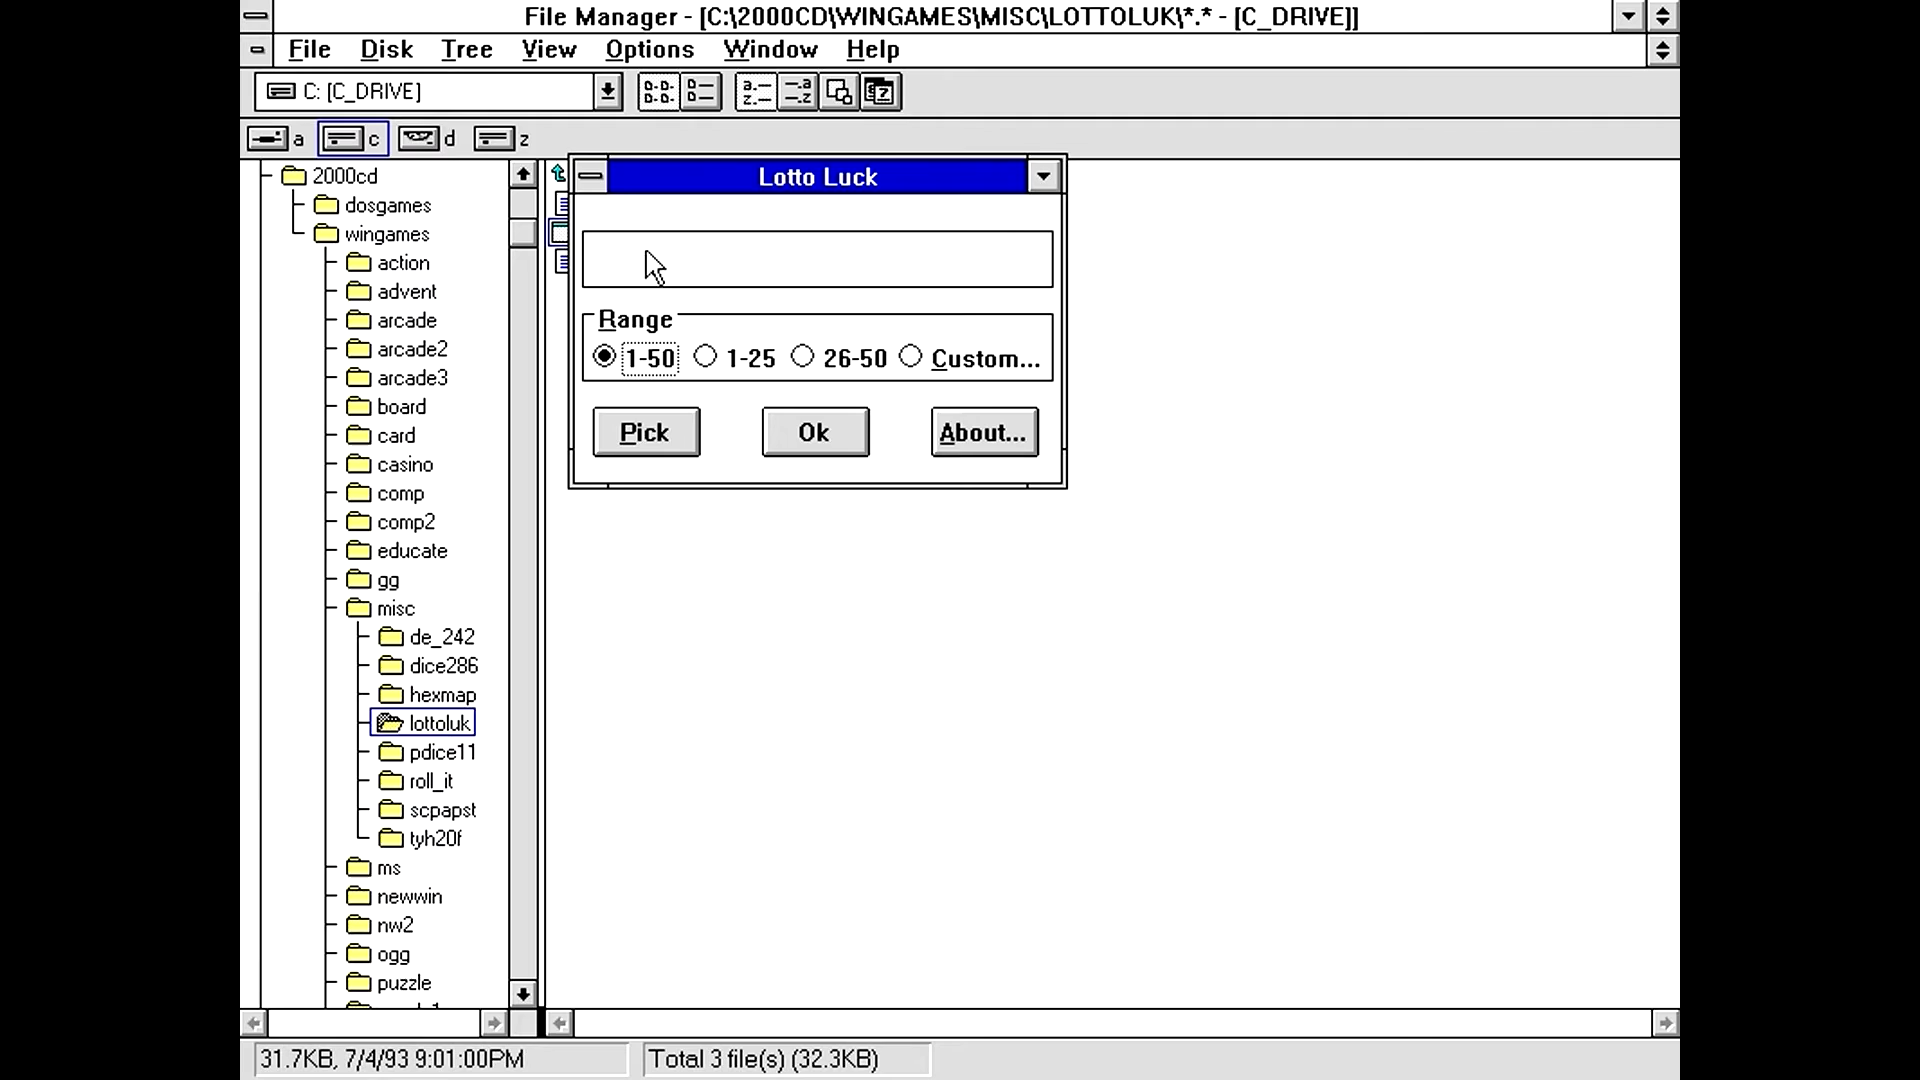 File Manager - [C:\2000CD\WINGAMES\MISC\LOTTOLUK\*.* - [C_DRIVE]]
File Disk Tree View Options Window Help
C: [C_DRIVE]
a c d z
2000cd
dosgames
wingames
action
advent
arcade
arcade2
arcade3
board
card
casino
comp
comp2
educate
gg
misc
de_242
dice286
hexmap
lottoluk
pdice11
roll_it
scpapst
tyh20f
ms
newwin
nw2
ogg
puzzle
Lotto Luck
Range
1-50 1-25 26-50 Custom...
Pick Ok About...
31.7KB, 7/4/93 9:01:00PM Total 3 file(s) (32.3KB)